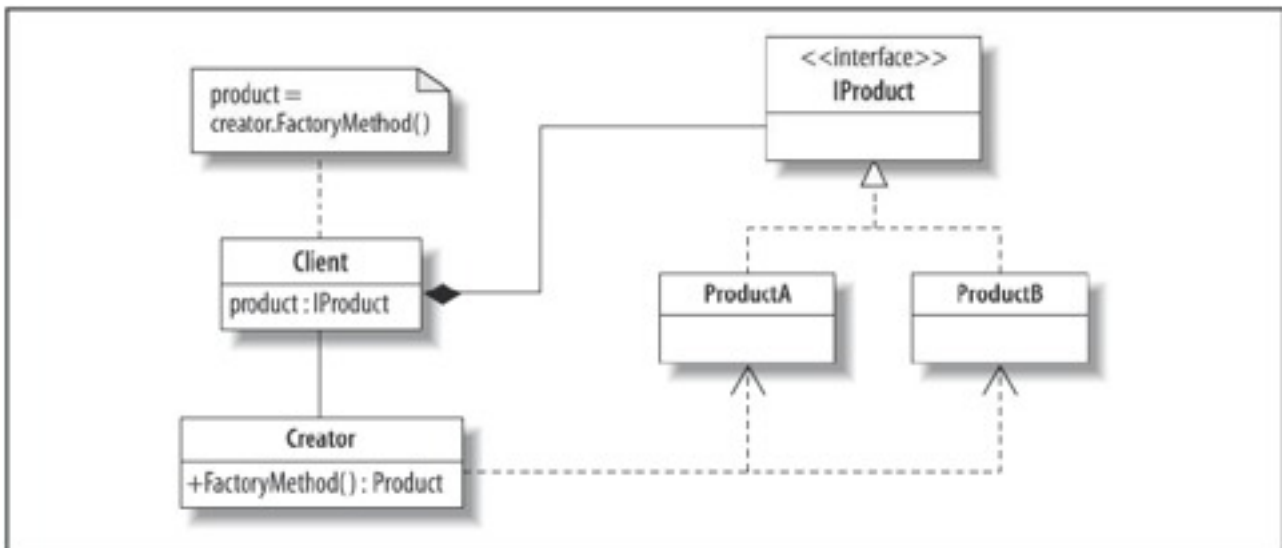 product =
creator.FactoryMethod()
<<interface>>
IProduct
Client
product : IProduct
ProductA
ProductB
Creator
+FactoryMethod() : Product